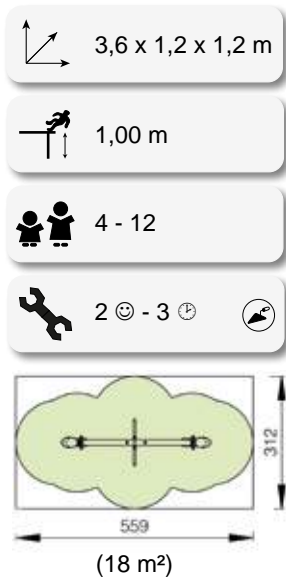 3,6 x 1,2 x 1,2 m
1,00 m
4 - 12
2 ☺ - 3 🕑
312
559
(18 m²)